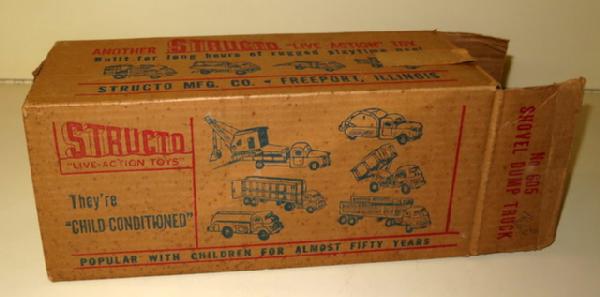 ANOTHER STRUCTO "LIVE-ACTION" TOY
Built for long hours of rugged playtime use!
STRUCTO MFG. CO. • FREEPORT, ILLINOIS
STRUCTO
"LIVE-ACTION TOYS"
They're
"CHILD-CONDITIONED"
POPULAR WITH CHILDREN FOR ALMOST FIFTY YEARS
No 605
SHOVEL DUMP TRUCK